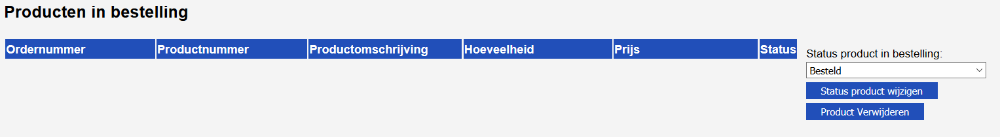 Producten in bestelling
Ordernummer Productnummer Productomschrijving Hoeveelheid Prijs Status
Status product in bestelling:
Besteld
Status product wijzigen
Product Verwijderen